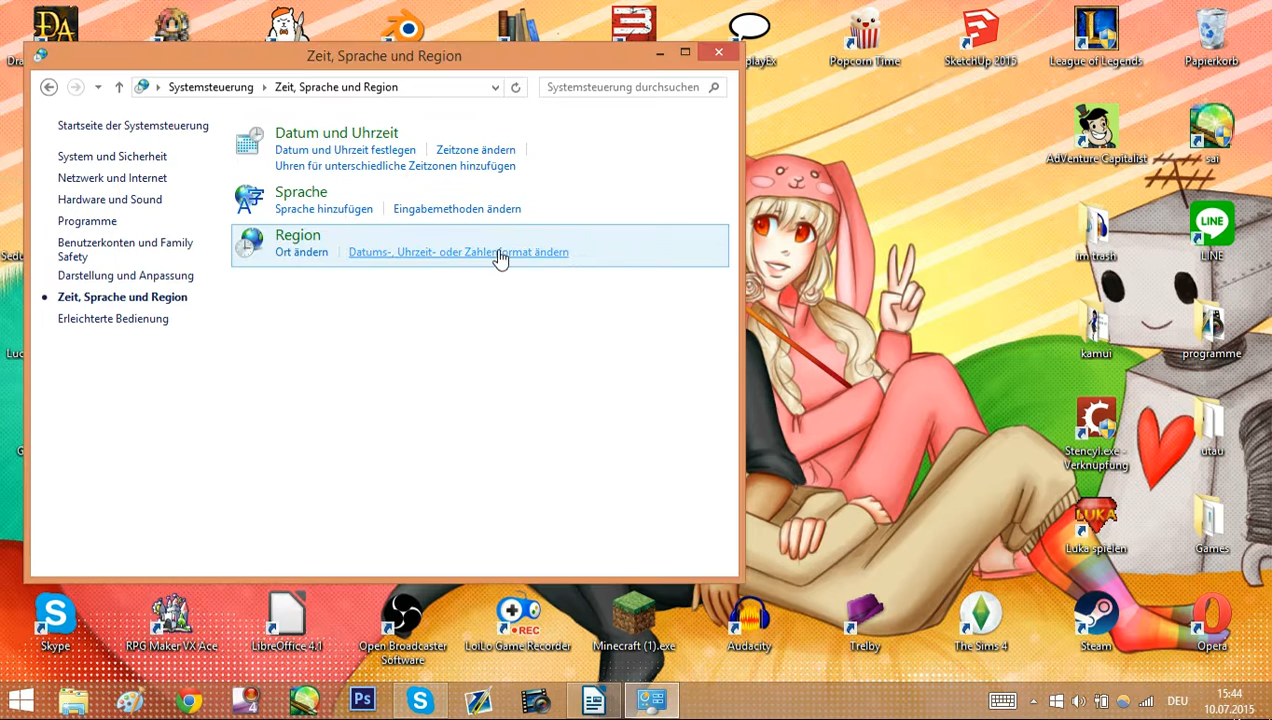 Zeit, Sprache und Region
Systemsteuerung
Zeit, Sprache und Region
Systemsteuerung durchsuchen
Startseite der Systemsteuerung
System und Sicherheit
Netzwerk und Internet
Hardware und Sound
Programme
Benutzerkonten und Family
Safety
Darstellung und Anpassung
Zeit, Sprache und Region
Erleichterte Bedienung
Datum und Uhrzeit
Datum und Uhrzeit festlegen
Zeitzone ändern
Uhren für unterschiedliche Zeitzonen hinzufügen
Sprache
Sprache hinzufügen
Eingabemethoden ändern
Region
Ort ändern
Datums-, Uhrzeit- oder Zahlenformat ändern
DA
Popcorn Time
SketchUp 2015
League of Legends
Papierkorb
AdVenture Capitalist
sai
im trash
LINE
LINE
kamui
programme
Stencyl.exe -
Verknüpfung
utau
LUKA
Luka spielen
Games
Skype
RPG Maker VX Ace
LibreOffice 4.1
Open Broadcaster
Software
REC
LoiLo Game Recorder
Minecraft (1).exe
Audacity
Trelby
The Sims 4
Steam
Opera
4
Ps
DEU
15:44
10.07.2015